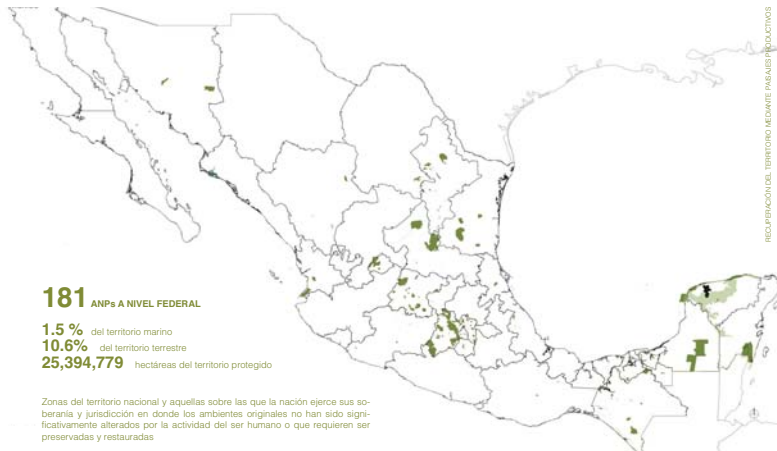 RECUPERACIÓN DEL TERRITORIO MEDIANTE PAISAJES PRODUCTIVOS
181 ANPs A NIVEL FEDERAL
1.5 % del territorio marino
10.6% del territorio terrestre
25,394,779 hectáreas del territorio protegido
Zonas del territorio nacional y aquellas sobre las que la nación ejerce sus so-
beranía y jurisdicción en donde los ambientes originales no han sido signi-
ficativamente alterados por la actividad del ser humano o que requieren ser
preservadas y restauradas